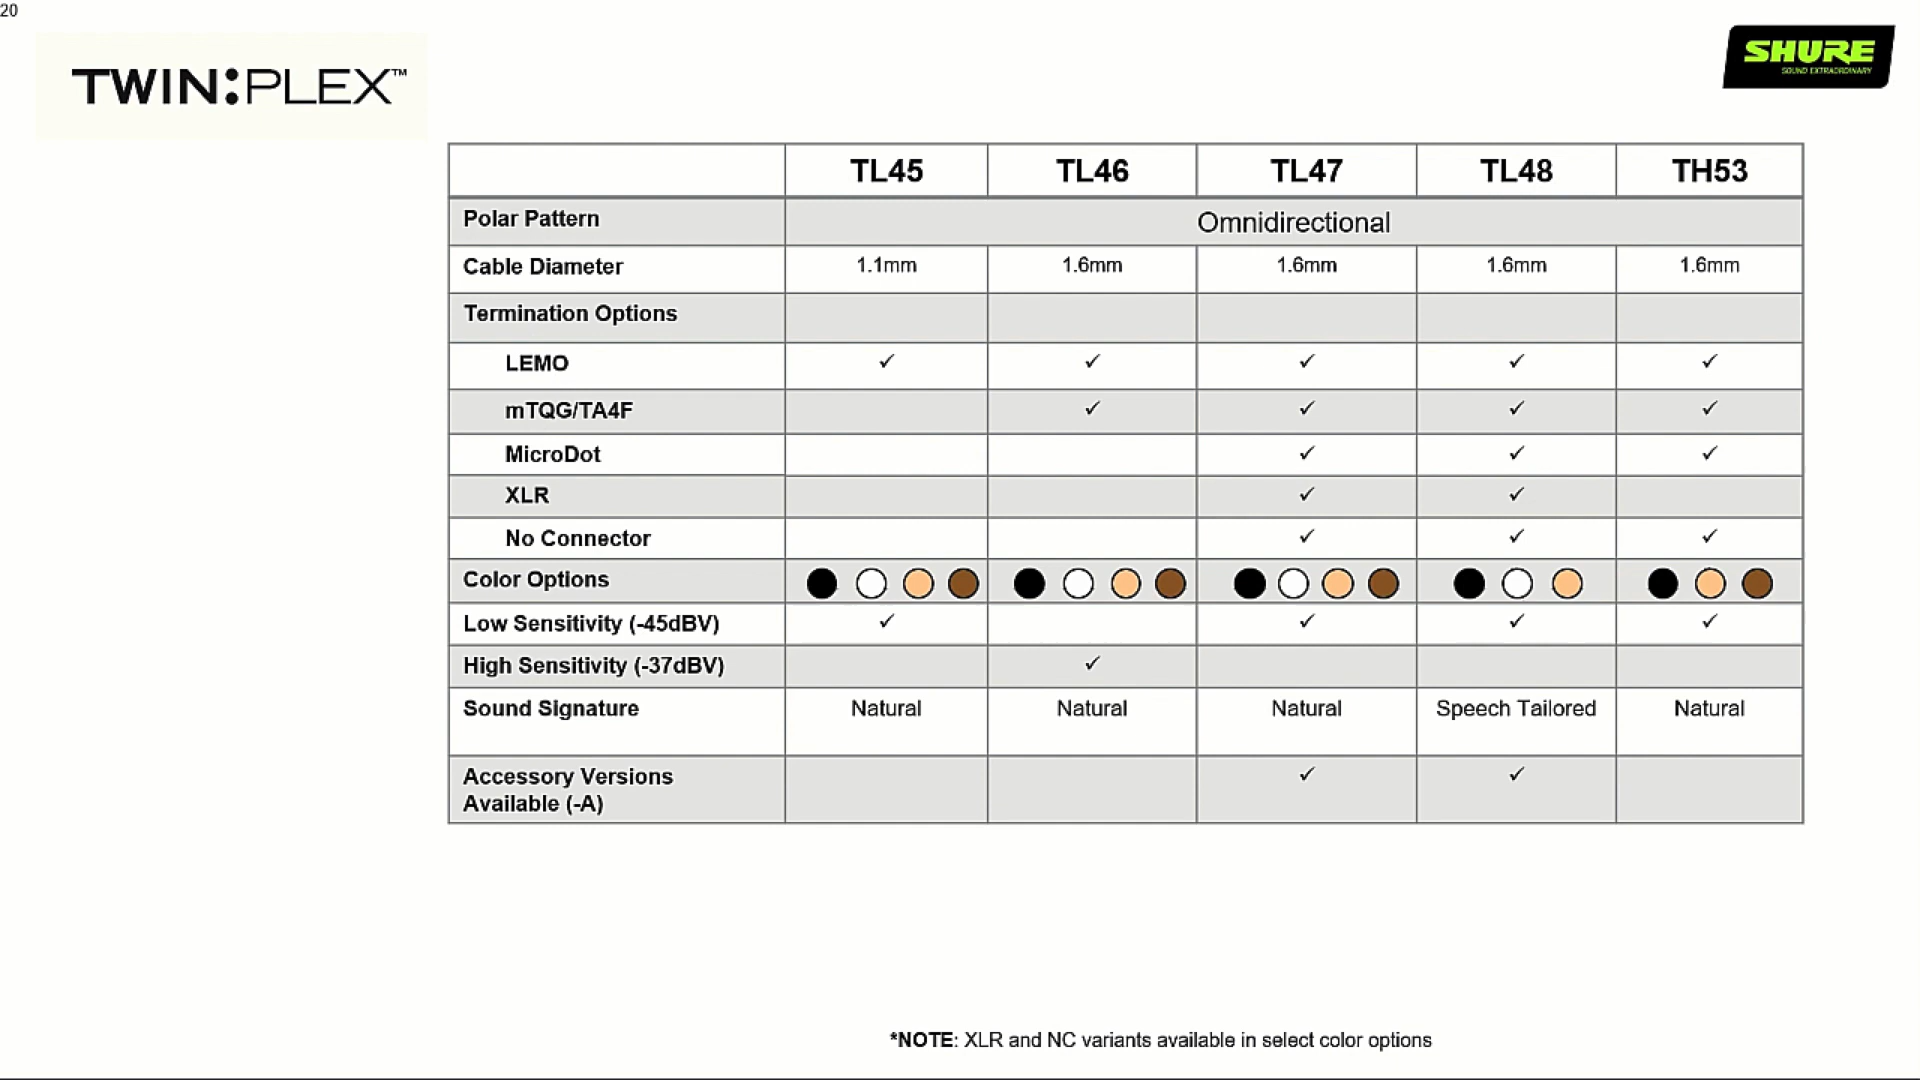 20
TWIN:PLEX™
SHURE
SOUND EXTRAORDINARY
TL45 TL46 TL47 TL48 TH53
Polar Pattern Omnidirectional
Cable Diameter 1.1mm 1.6mm 1.6mm 1.6mm 1.6mm
Termination Options
LEMO ✓ ✓ ✓ ✓ ✓
mTQG/TA4F ✓ ✓ ✓ ✓
MicroDot ✓ ✓ ✓
XLR ✓ ✓
No Connector ✓ ✓ ✓
Color Options
Low Sensitivity (-45dBV) ✓ ✓ ✓ ✓
High Sensitivity (-37dBV) ✓
Sound Signature Natural Natural Natural Speech Tailored Natural
Accessory Versions
Available (-A) ✓ ✓
*NOTE: XLR and NC variants available in select color options